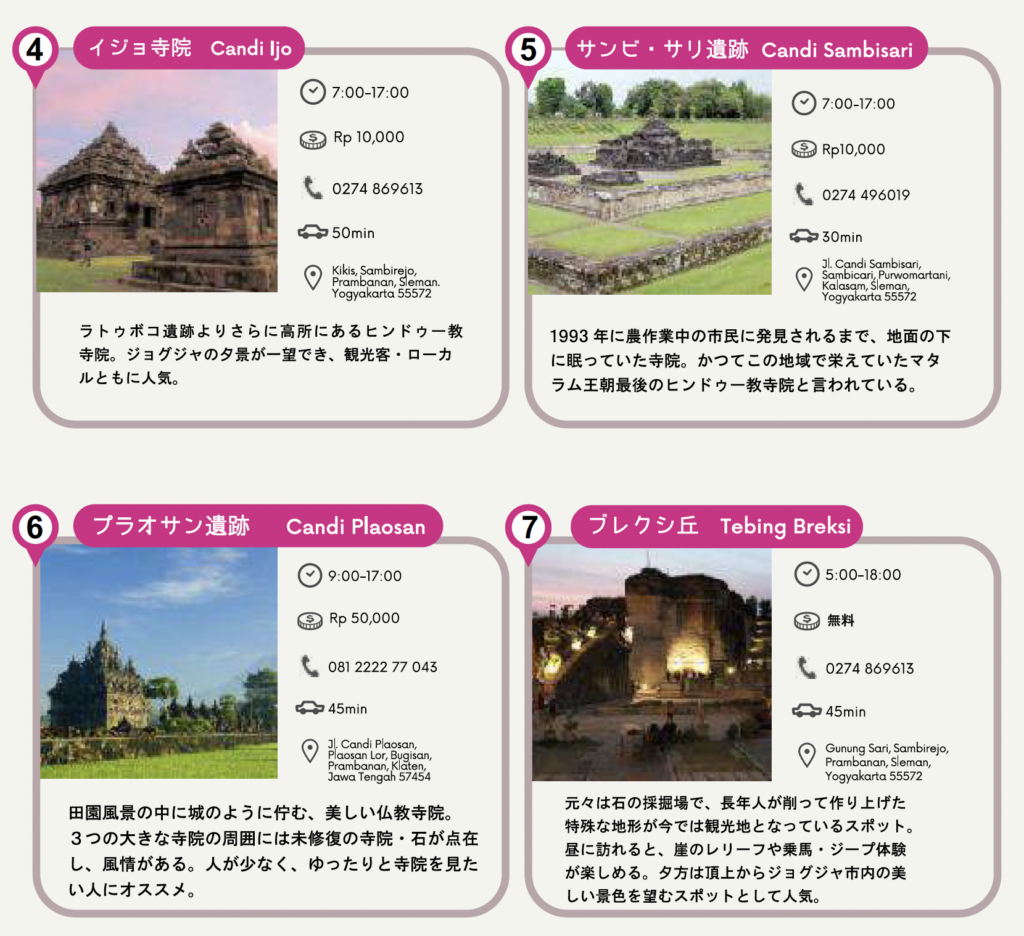 4
イジョ寺院 Candi Ijo
7:00-17:00
Rp 10,000
0274 869613
50min
Kikis, Sambirejo,
Prambanan, Sleman.
Yogyakarta 55572
ラトゥボコ遺跡よりさらに高所にあるヒンドゥー教
寺院。ジョグジャの夕景が一望でき、観光客・ローカ
ルともに人気。
5
サンビ・サリ遺跡 Candi Sambisari
7:00-17:00
Rp10,000
0274 496019
30min
Jl. Candi Sambisari,
Sambicari, Purwomartani,
Kalasqm, Sleman,
Yogyakarta 55572
1993 年に農作業中の市民に発見されるまで、地面の下
に眠っていた寺院。かつてこの地域で栄えていたマタ
ラム王朝最後のヒンドゥー教寺院と言われている。
6
プラオサン遺跡 Candi Plaosan
9:00-17:00
Rp 50,000
081 2222 77 043
45min
Jl. Candi Plaosan,
Plaosan Lor, Bugisan,
Prambanan, Klaten,
Jawa Tengah 57454
田園風景の中に城のように佇む、美しい仏教寺院。
３つの大きな寺院の周囲には未修復の寺院・石が点在
し、風情がある。人が少なく、ゆったりと寺院を見た
い人にオススメ。
7
ブレクシ丘 Tebing Breksi
5:00-18:00
無料
0274 869613
45min
Gunung Sari, Sambirejo,
Prambanan, Sleman,
Yogyakarta 55572
元々は石の採掘場で、長年人が削って作り上げた
特殊な地形が今では観光地となっているスポット。
昼に訪れると、崖のレリーフや乗馬・ジープ体験
が楽しめる。夕方は頂上からジョグジャ市内の美
しい景色を望むスポットとして人気。